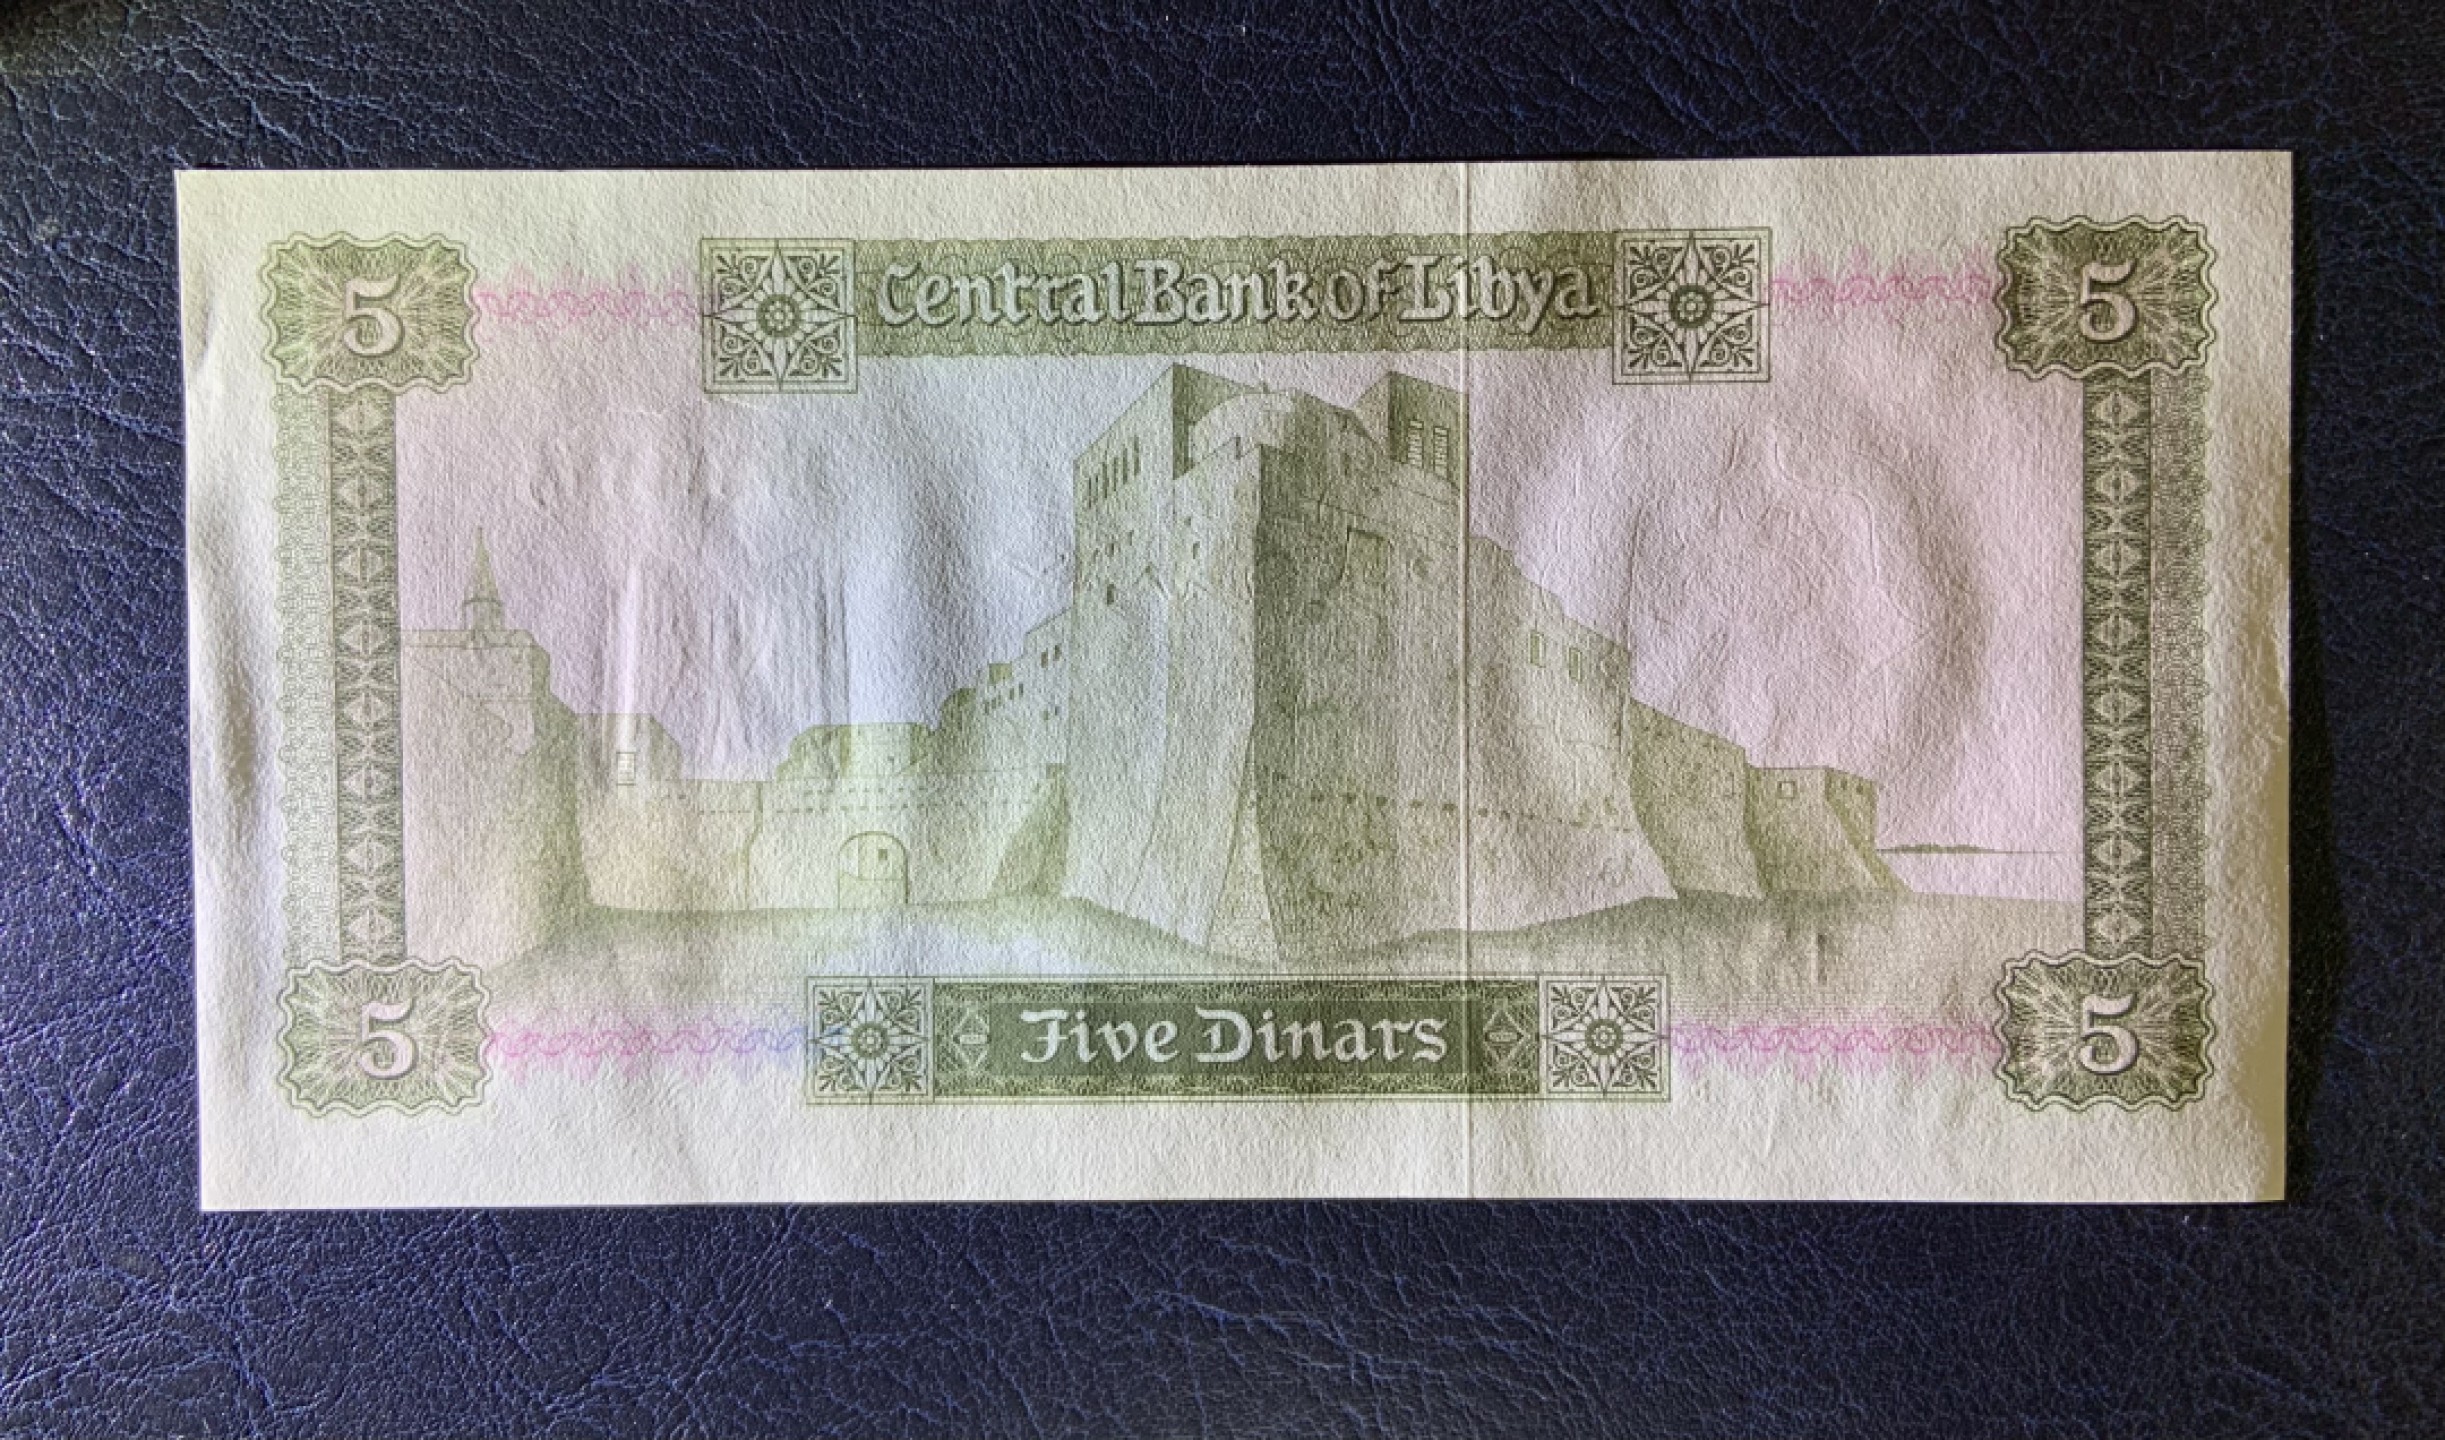 5 Central Bank of Libya 5
5 Five Dinars 5